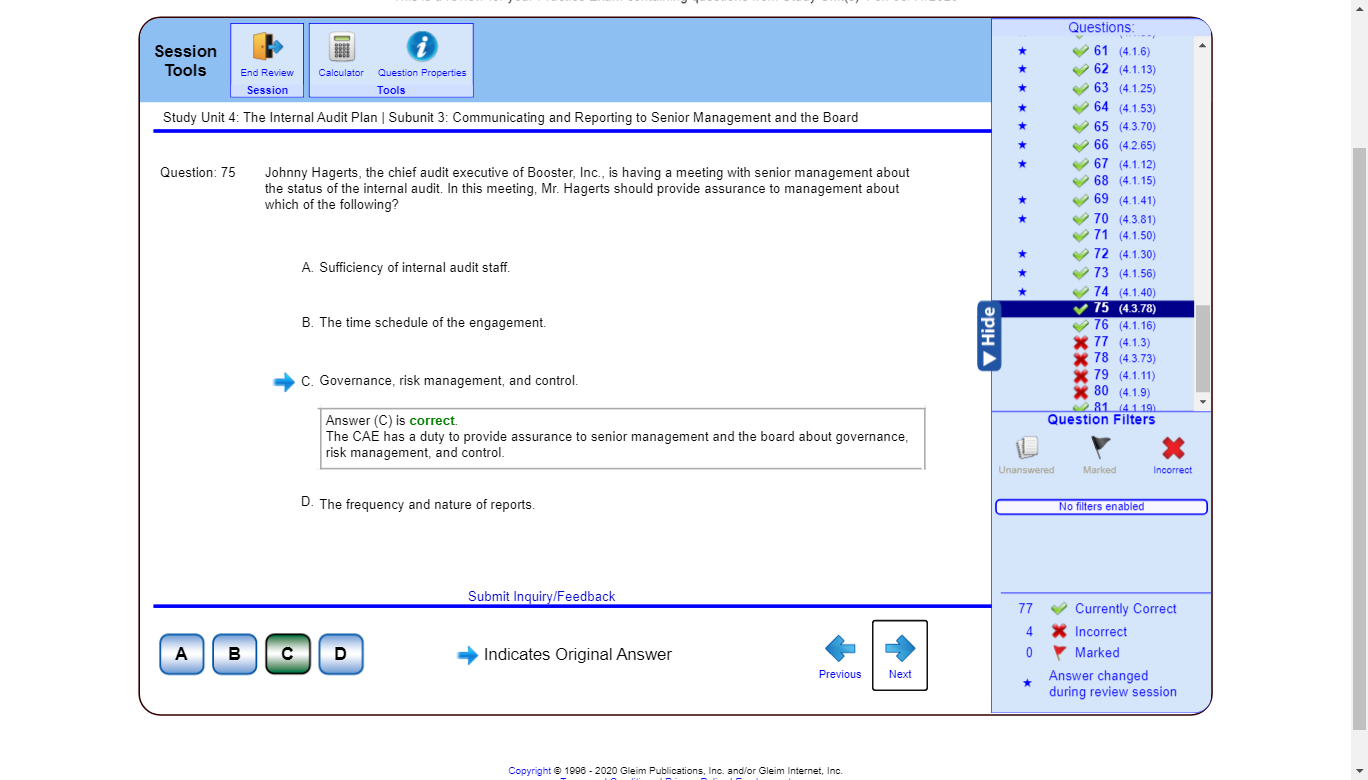 Session
Tools
End Review
Session
Calculator
Question Properties
Tools
Study Unit 4: The Internal Audit Plan | Subunit 3: Communicating and Reporting to Senior Management and the Board
Question: 75
Johnny Hagerts, the chief audit executive of Booster, Inc., is having a meeting with senior management about
the status of the internal audit. In this meeting, Mr. Hagerts should provide assurance to management about
which of the following?
A. Sufficiency of internal audit staff.
B. The time schedule of the engagement.
C. Governance, risk management, and control.
Answer (C) is correct.
The CAE has a duty to provide assurance to senior management and the board about governance,
risk management, and control.
D. The frequency and nature of reports.
Submit Inquiry/Feedback
A
B
C
D
Indicates Original Answer
Previous
Next
Hide
Questions:
61 (4.1.6)
62 (4.1.13)
63 (4.1.25)
64 (4.1.53)
65 (4.3.70)
66 (4.2.65)
67 (4.1.12)
68 (4.1.15)
69 (4.1.41)
70 (4.3.81)
71 (4.1.50)
72 (4.1.30)
73 (4.1.56)
74 (4.1.40)
75 (4.3.78)
76 (4.1.16)
77 (4.1.3)
78 (4.3.73)
79 (4.1.11)
80 (4.1.9)
81 (4.1.19)
Question Filters
Unanswered
Marked
Incorrect
No filters enabled
77 Currently Correct
4 Incorrect
0 Marked
Answer changed
during review session
Copyright © 1996 - 2020 Gleim Publications, Inc. and/or Gleim Internet, Inc.